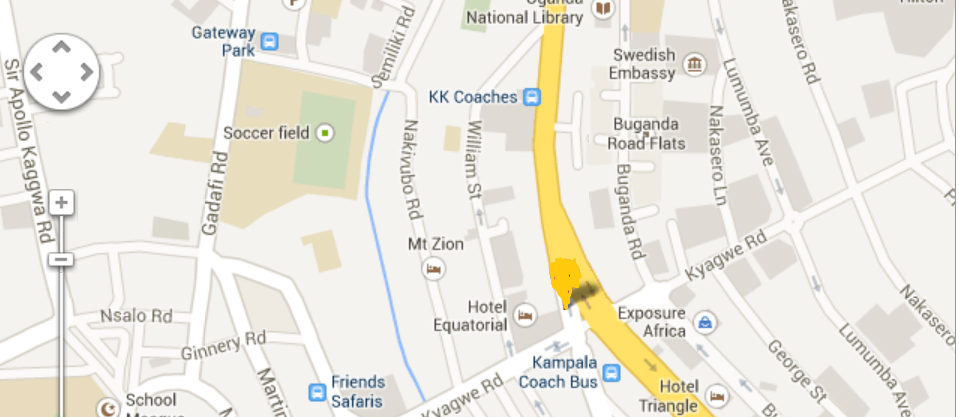 Uganda
National Library
Hilton
Gateway
Park
P
Semiliki Rd
Nakasero Rd
Swedish
Embassy
KK Coaches
Sir Apollo Kaggwa Rd
Soccer field
Nakivubo Rd
William St
Buganda
Road Flats
Lumumba Ave
Nakasero Ln
Gadafi Rd
Buganda Rd
Mt Zion
Kyagwe Rd
Nakasero
Hotel
Equatorial
Exposure
Africa
Nsalo Rd
Ginnery Rd
Lumumba Ave
George St
Kampala
Coach Bus
Martin
Friends
Safaris
Kyagwe Rd
Hotel
Triangle
School
Mosque